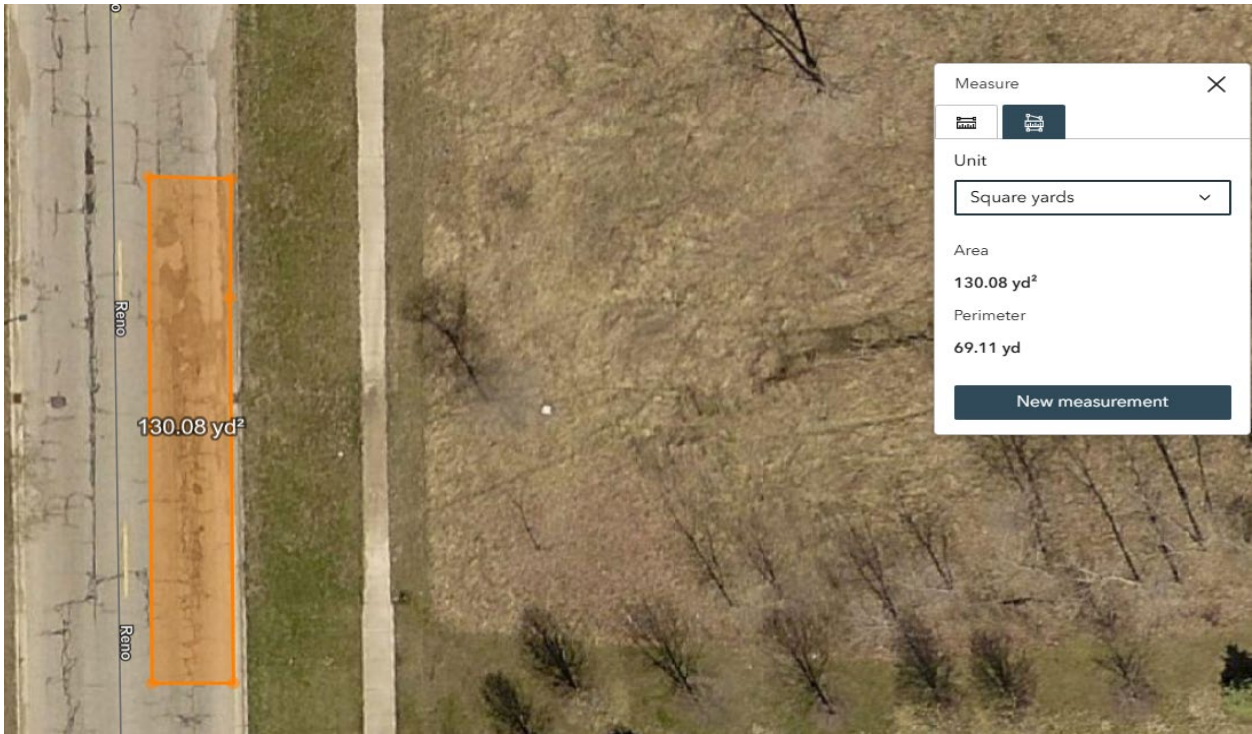 Measure
Unit
Square yards
Area
130.08 yd²
Perimeter
69.11 yd
New measurement
Reno
130.08 yd²
Reno